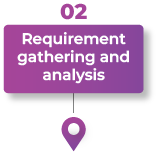 02
Requirement
gathering and
analysis